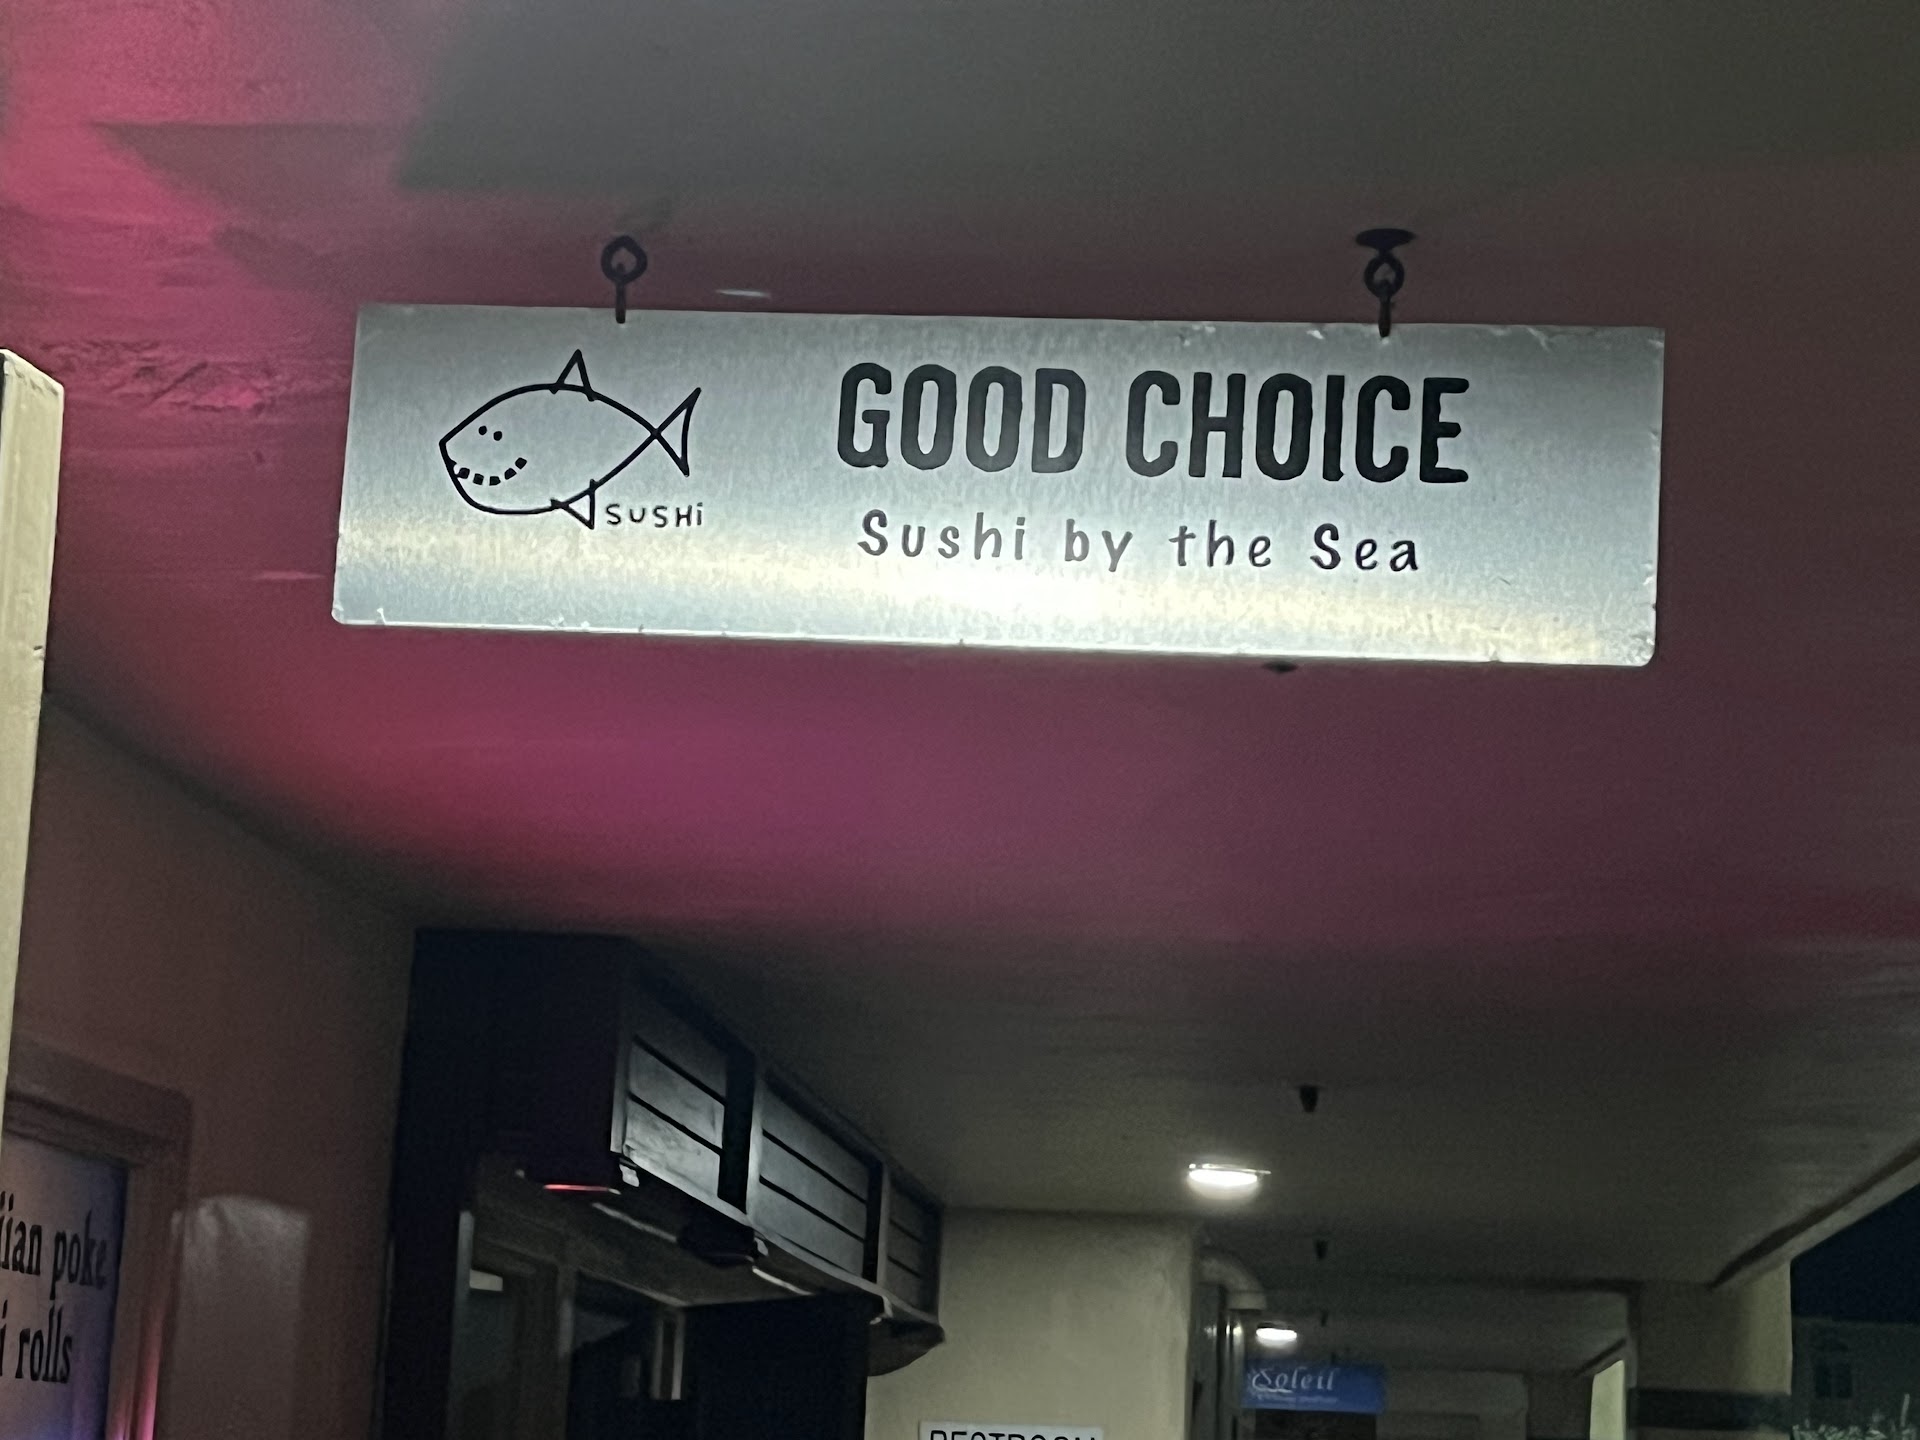 GOOD CHOICE
SUSHi
Sushi by the Sea
poke
rolls
Soleil